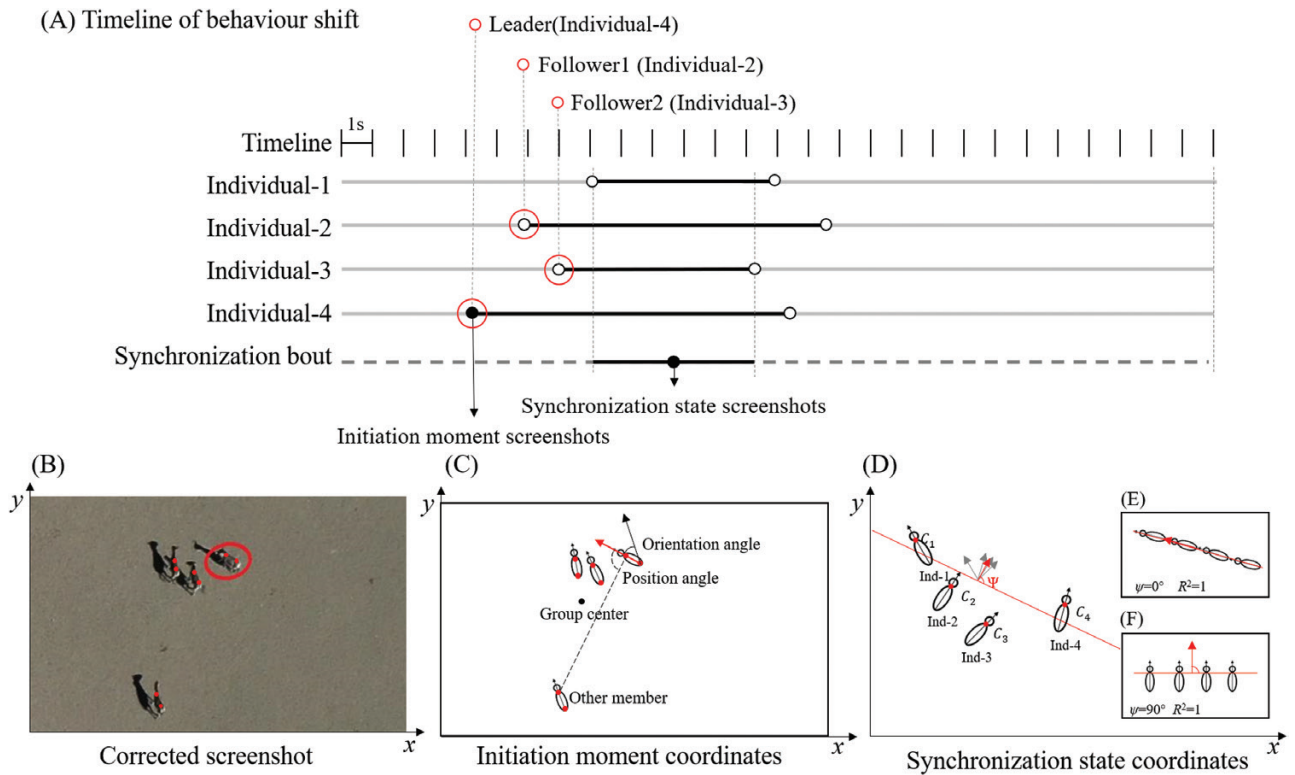 (A) Timeline of behaviour shift
Leader(Individual-4)
Follower1 (Individual-2)
Follower2 (Individual-3)
1s
Timeline
Individual-1
Individual-2
Individual-3
Individual-4
Synchronization bout
Synchronization state screenshots
Initiation moment screenshots
(B)
y
x
Corrected screenshot
(C)
y
Orientation angle
Position angle
Group center
Other member
x
Initiation moment coordinates
(D)
y
C1
Ind-1
Ψ
C2
Ind-2
C3
Ind-3
C4
Ind-4
x
Synchronization state coordinates
(E)
ψ=0° R²=1
(F)
ψ=90° R²=1